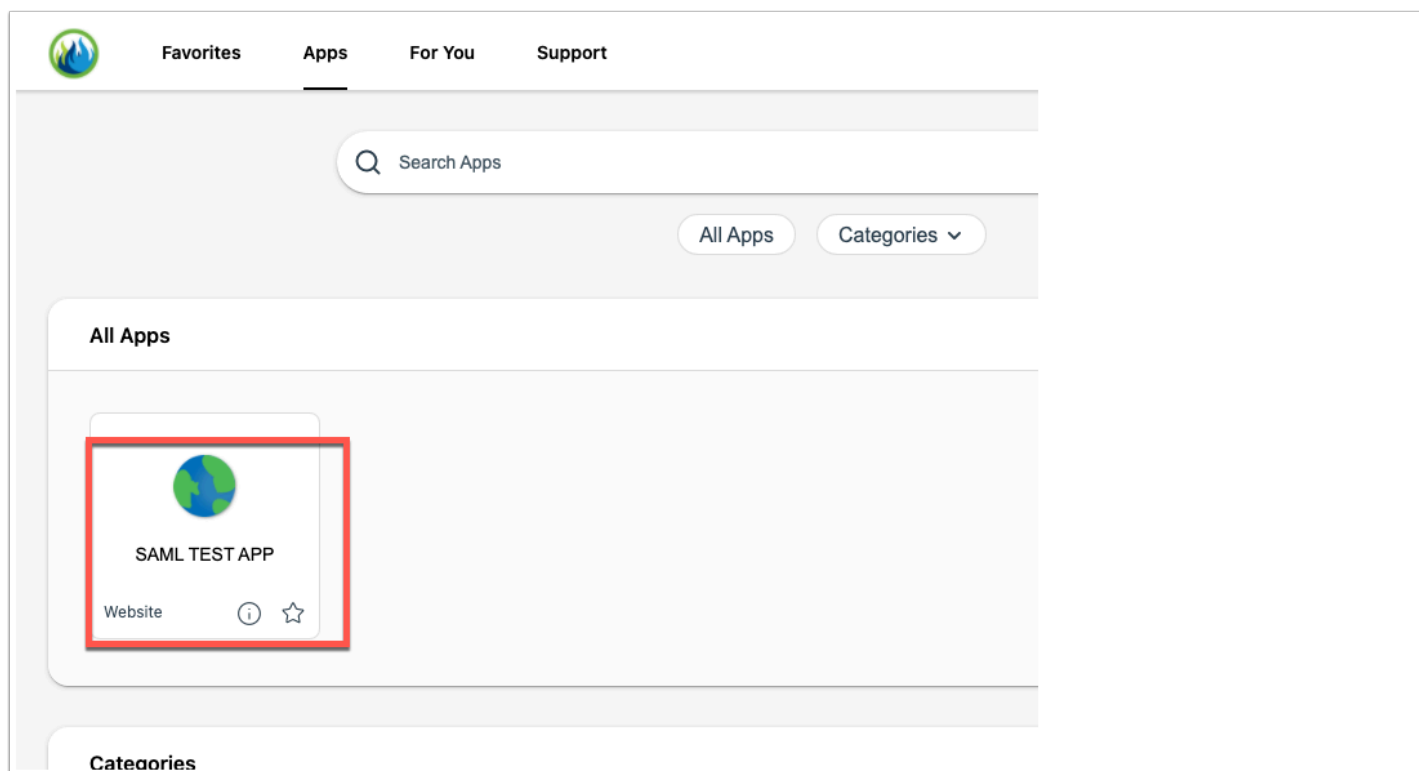 Favorites Apps For You Support
Search Apps
All Apps Categories
All Apps
SAML TEST APP
Website
Categories